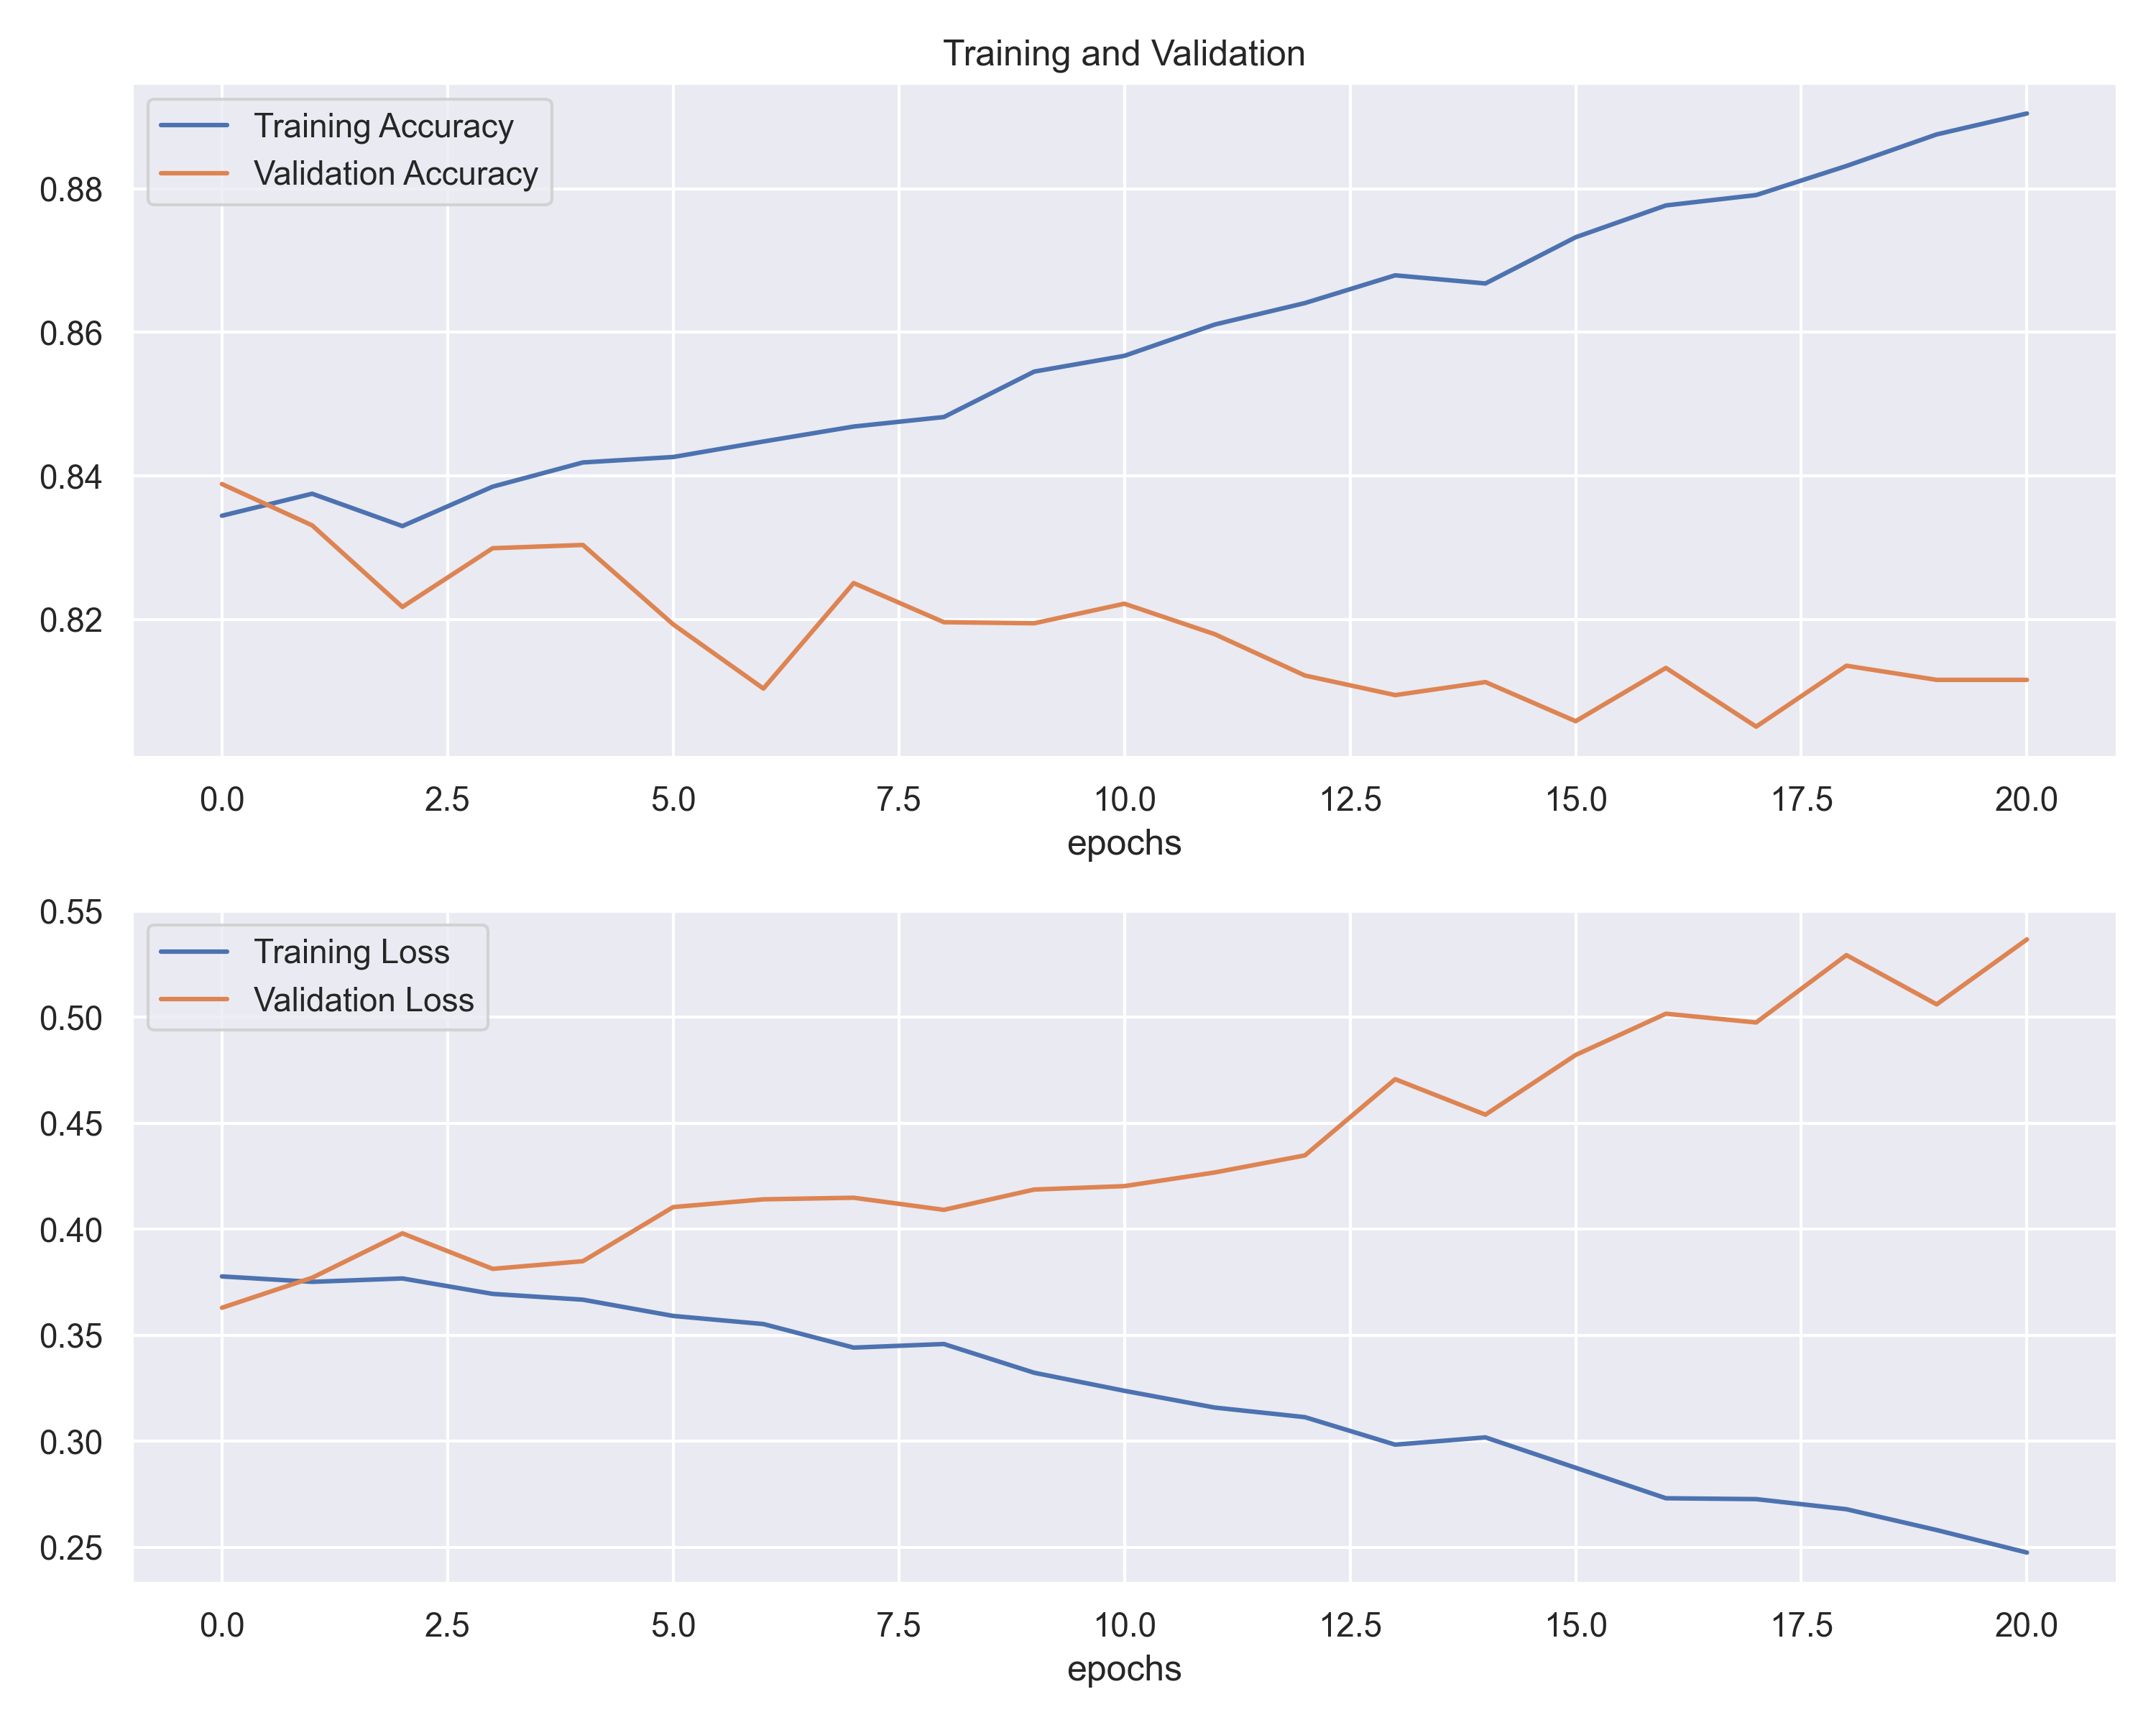 Training and Validation
Training Accuracy
Validation Accuracy
0.88
0.86
0.84
0.82
0.0 2.5 5.0 7.5 10.0 12.5 15.0 17.5 20.0
epochs
0.55
Training Loss
Validation Loss
0.50
0.45
0.40
0.35
0.30
0.25
0.0 2.5 5.0 7.5 10.0 12.5 15.0 17.5 20.0
epochs